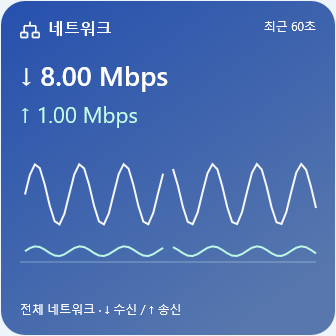 네트워크
최근 60초
↓ 8.00 Mbps
↑ 1.00 Mbps
전체 네트워크 · ↓ 수신 / ↑ 송신